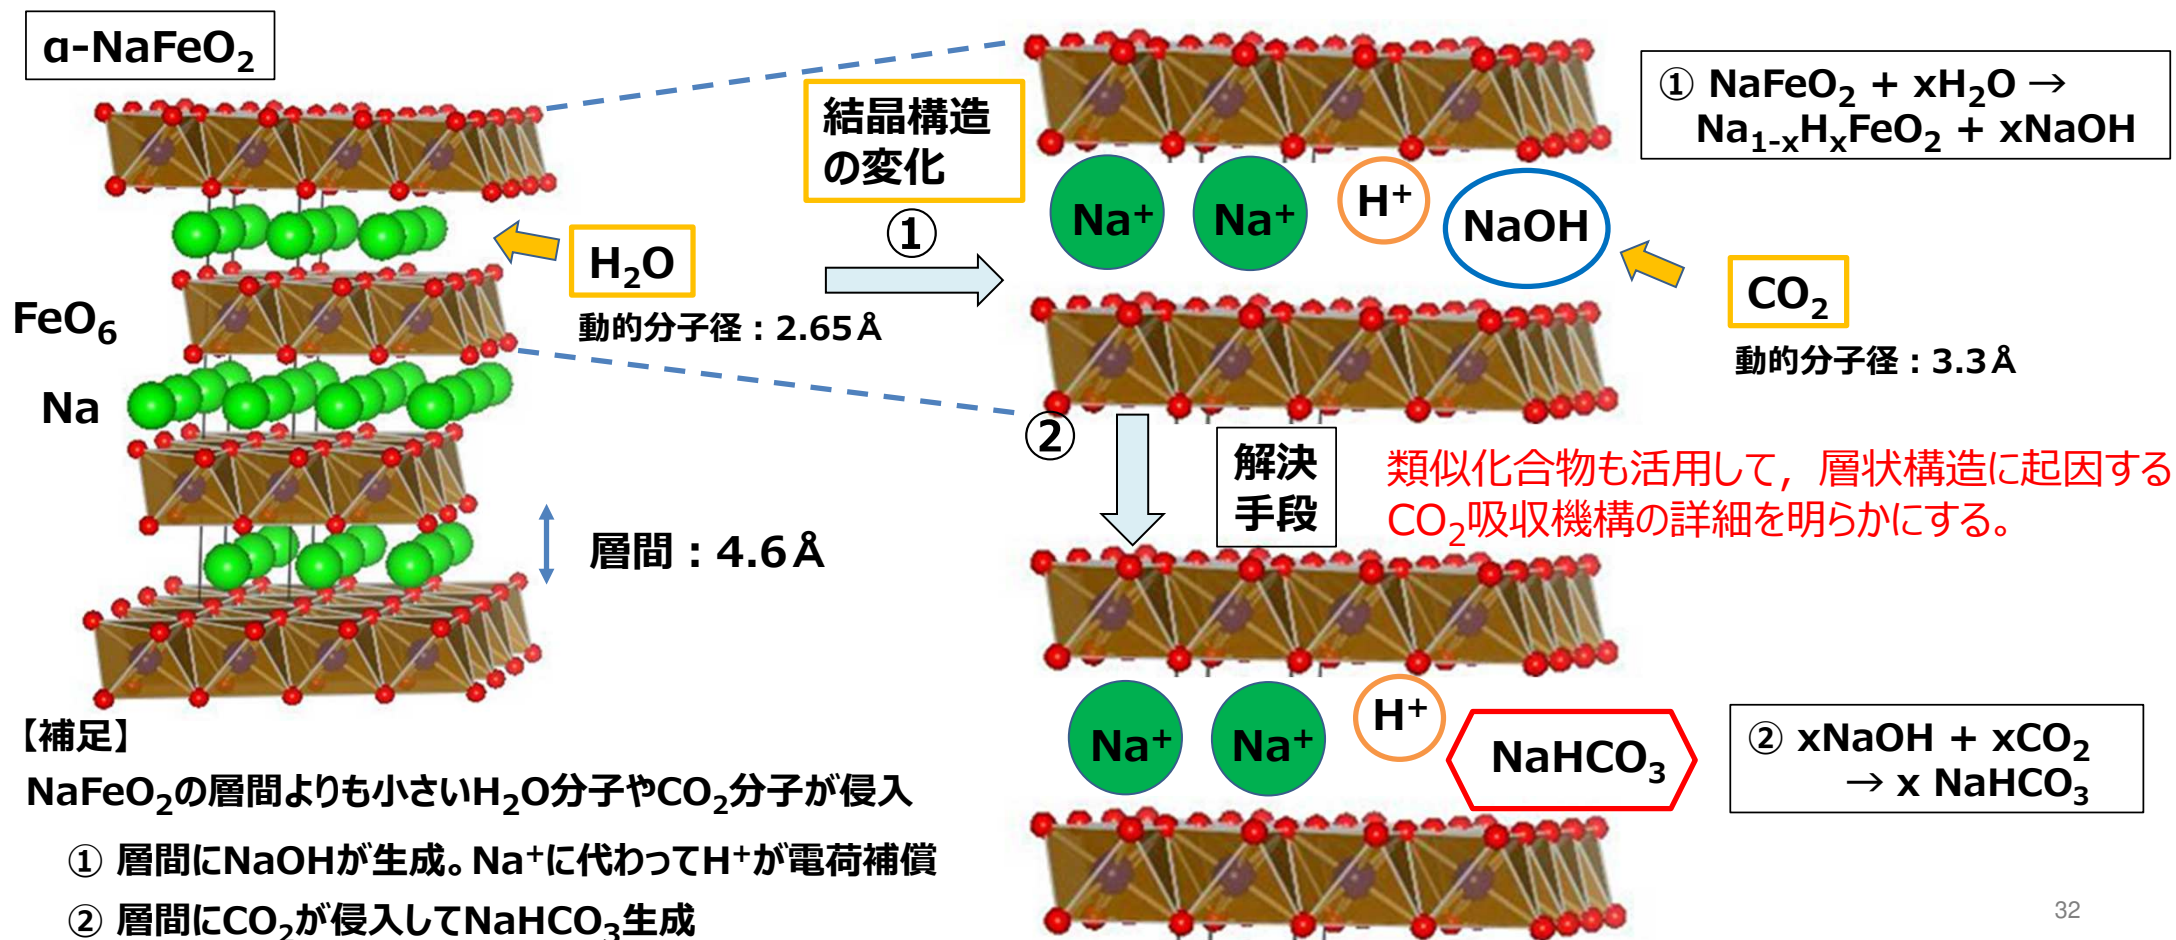 α-NaFeO₂
FeO₆
Na
H₂O
動的分子径：2.65Å
層間：4.6Å
結晶構造
の変化
①
① NaFeO₂ + xH₂O →
Na₁₋ₓHₓFeO₂ + xNaOH
Na⁺
Na⁺
H⁺
NaOH
CO₂
動的分子径：3.3Å
②
解決
手段
類似化合物も活用して，層状構造に起因する
CO₂吸収機構の詳細を明らかにする。
Na⁺
Na⁺
H⁺
NaHCO₃
② xNaOH + xCO₂
→ x NaHCO₃
【補足】
NaFeO₂の層間よりも小さいH₂O分子やCO₂分子が侵入
① 層間にNaOHが生成。Na⁺に代わってH⁺が電荷補償
② 層間にCO₂が侵入してNaHCO₃生成
32